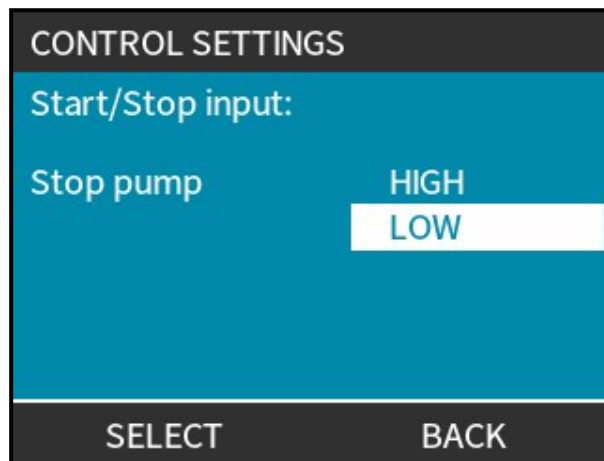 CONTROL SETTINGS
Start/Stop input:
Stop pump HIGH
LOW
SELECT BACK